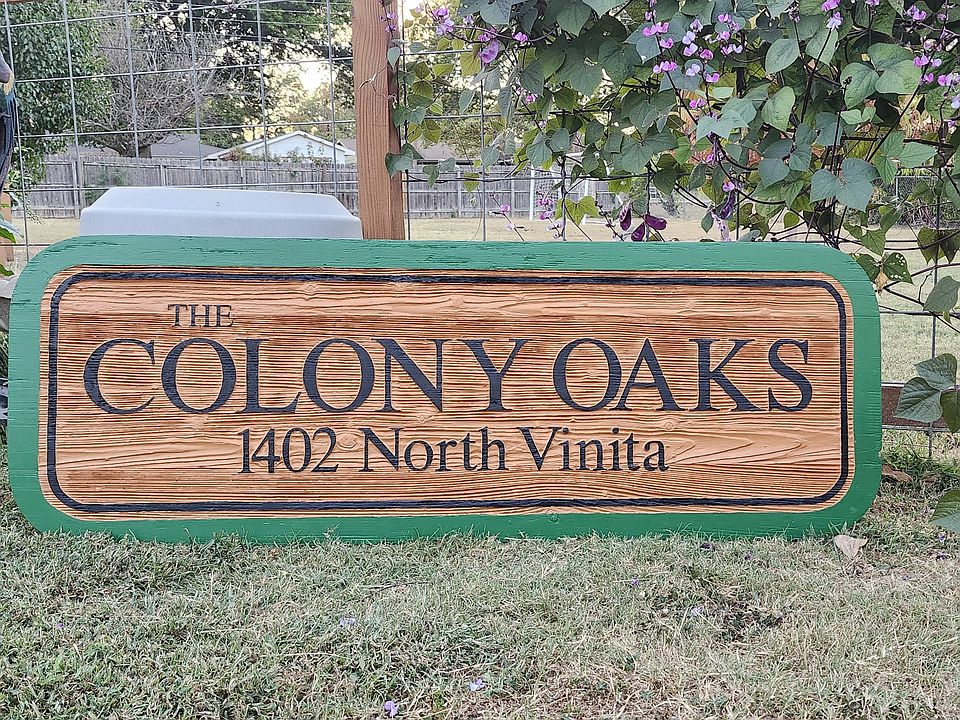 THE
COLONY OAKS
1402 North Vinita